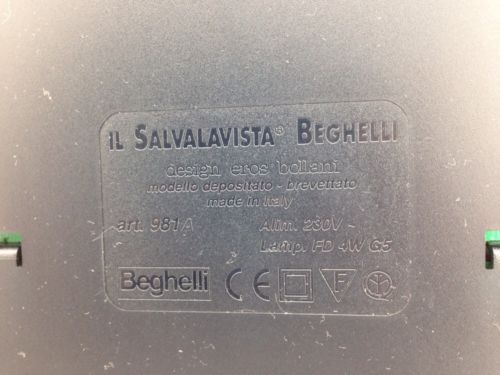 IL SALVALAVISTA® BEGHELLI
design eros bollani
modello depositato - brevettato
made in Italy
art. 981A Alim. 230V ~
Lamp. FD 4W G5
Beghelli CE F